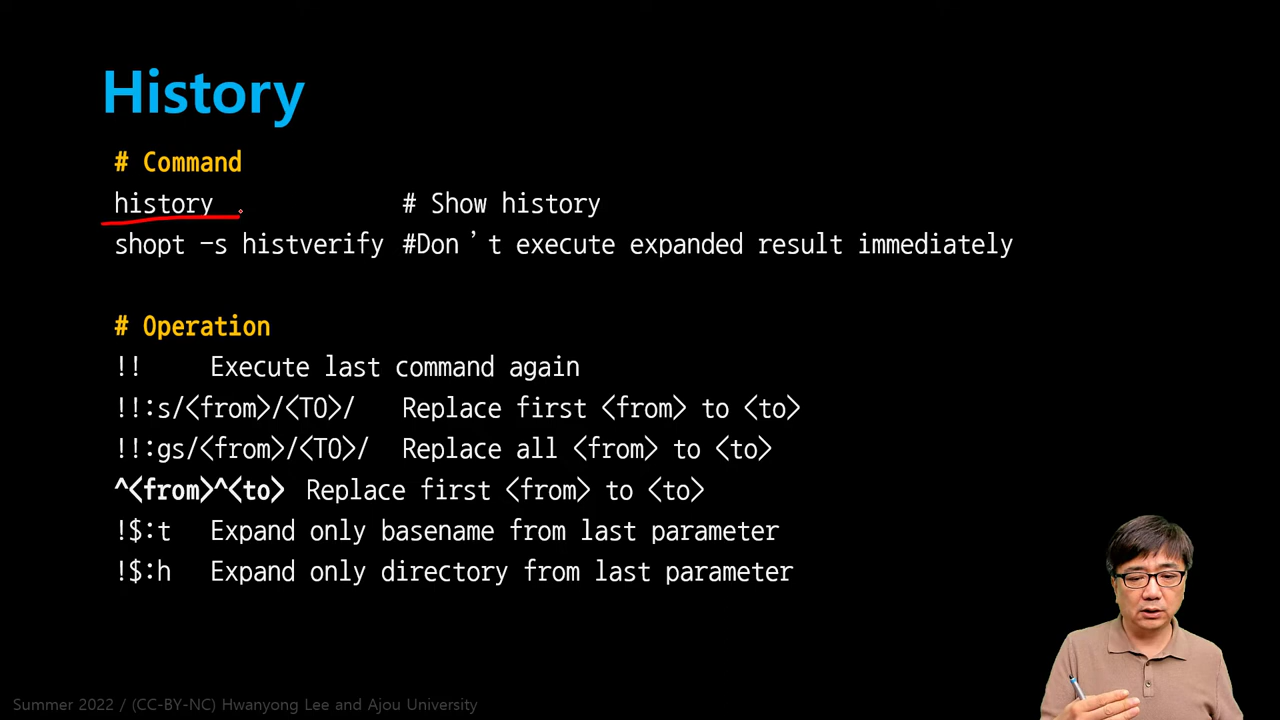 History
# Command
history # Show history
shopt -s histverify #Don't execute expanded result immediately
# Operation
!! Execute last command again
!!:s/<from>/<TO>/ Replace first <from> to <to>
!!:gs/<from>/<TO>/ Replace all <from> to <to>
^<from>^<to> Replace first <from> to <to>
!$:t Expand only basename from last parameter
!$:h Expand only directory from last parameter
Summer 2022 / (CC-BY-NC) Hwanyong Lee and Ajou University